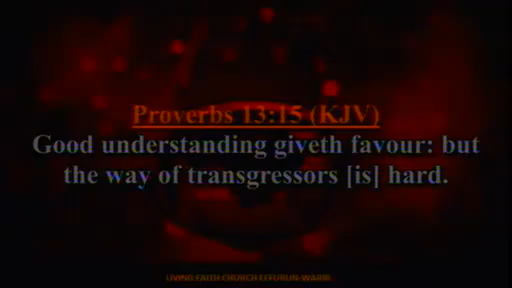 Proverbs 13:15 (KJV)
Good understanding giveth favour: but
the way of transgressors [is] hard.
LIVING FAITH CHURCH EFFURUN-WARRI